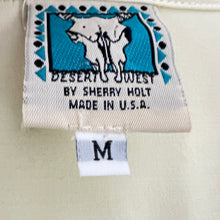 DESERT WEST
BY SHERRY HOLT
MADE IN U.S.A.
M